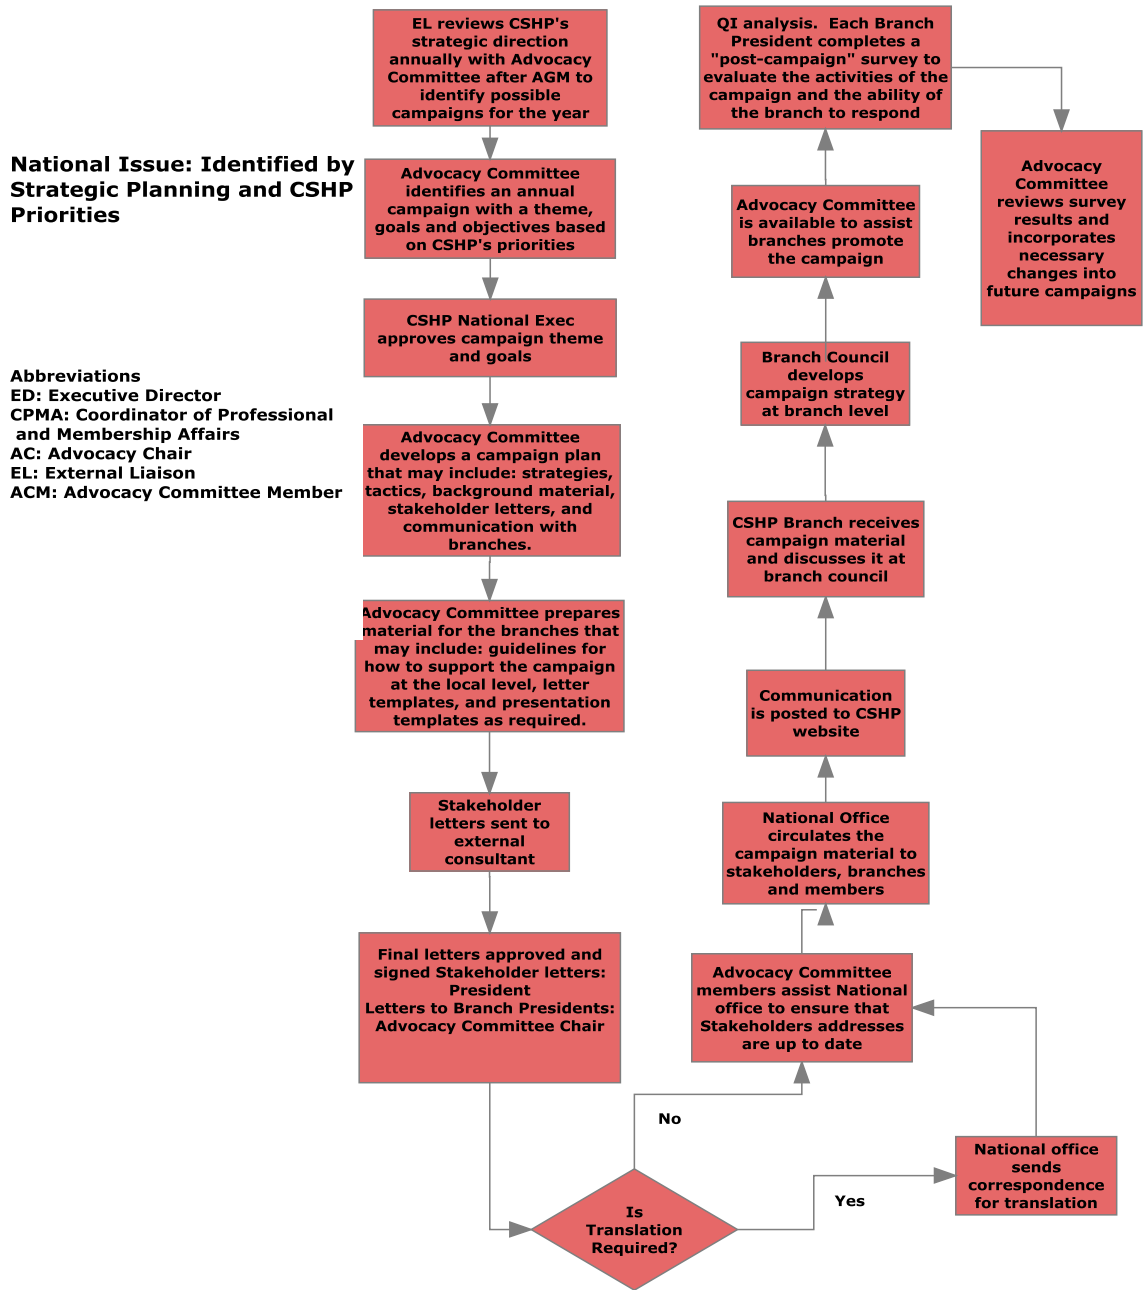 National Issue: Identified by
Strategic Planning and CSHP
Priorities
Abbreviations
ED: Executive Director
CPMA: Coordinator of Professional
and Membership Affairs
AC: Advocacy Chair
EL: External Liaison
ACM: Advocacy Committee Member
EL reviews CSHP's
strategic direction
annually with Advocacy
Committee after AGM to
identify possible
campaigns for the year
Advocacy Committee
identifies an annual
campaign with a theme,
goals and objectives based
on CSHP's priorities
CSHP National Exec
approves campaign theme
and goals
Advocacy Committee
develops a campaign plan
that may include: strategies,
tactics, background material,
stakeholder letters, and
communication with
branches.
Advocacy Committee prepares
material for the branches that
may include: guidelines for
how to support the campaign
at the local level, letter
templates, and presentation
templates as required.
Stakeholder
letters sent to
external
consultant
Final letters approved and
signed Stakeholder letters:
President
Letters to Branch Presidents:
Advocacy Committee Chair
Is
Translation
Required?
No
Yes
National office
sends
correspondence
for translation
Advocacy Committee
members assist National
office to ensure that
Stakeholders addresses
are up to date
National Office
circulates the
campaign material to
stakeholders, branches
and members
Communication
is posted to CSHP
website
CSHP Branch receives
campaign material
and discusses it at
branch council
Branch Council
develops
campaign strategy
at branch level
Advocacy Committee
is available to assist
branches promote
the campaign
QI analysis.  Each Branch
President completes a
"post-campaign" survey to
evaluate the activities of the
campaign and the ability of
the branch to respond
Advocacy
Committee
reviews survey
results and
incorporates
necessary
changes into
future campaigns